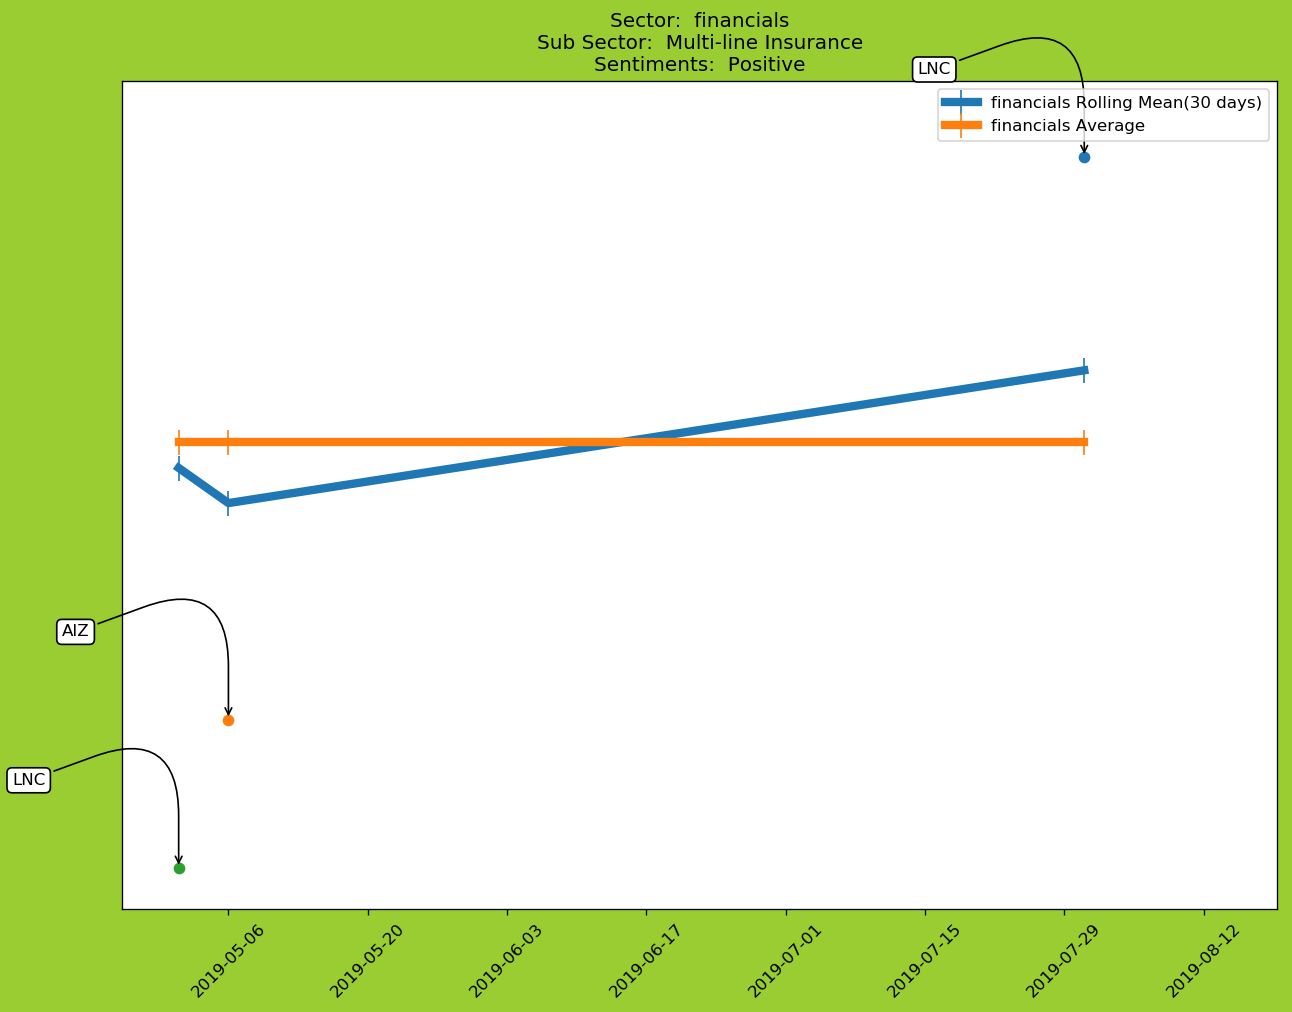 Sector:  financials
Sub Sector:  Multi-line Insurance
Sentiments:  Positive
LNC
financials Rolling Mean(30 days)
financials Average
AIZ
LNC
2019-05-06
2019-05-20
2019-06-03
2019-06-17
2019-07-01
2019-07-15
2019-07-29
2019-08-12